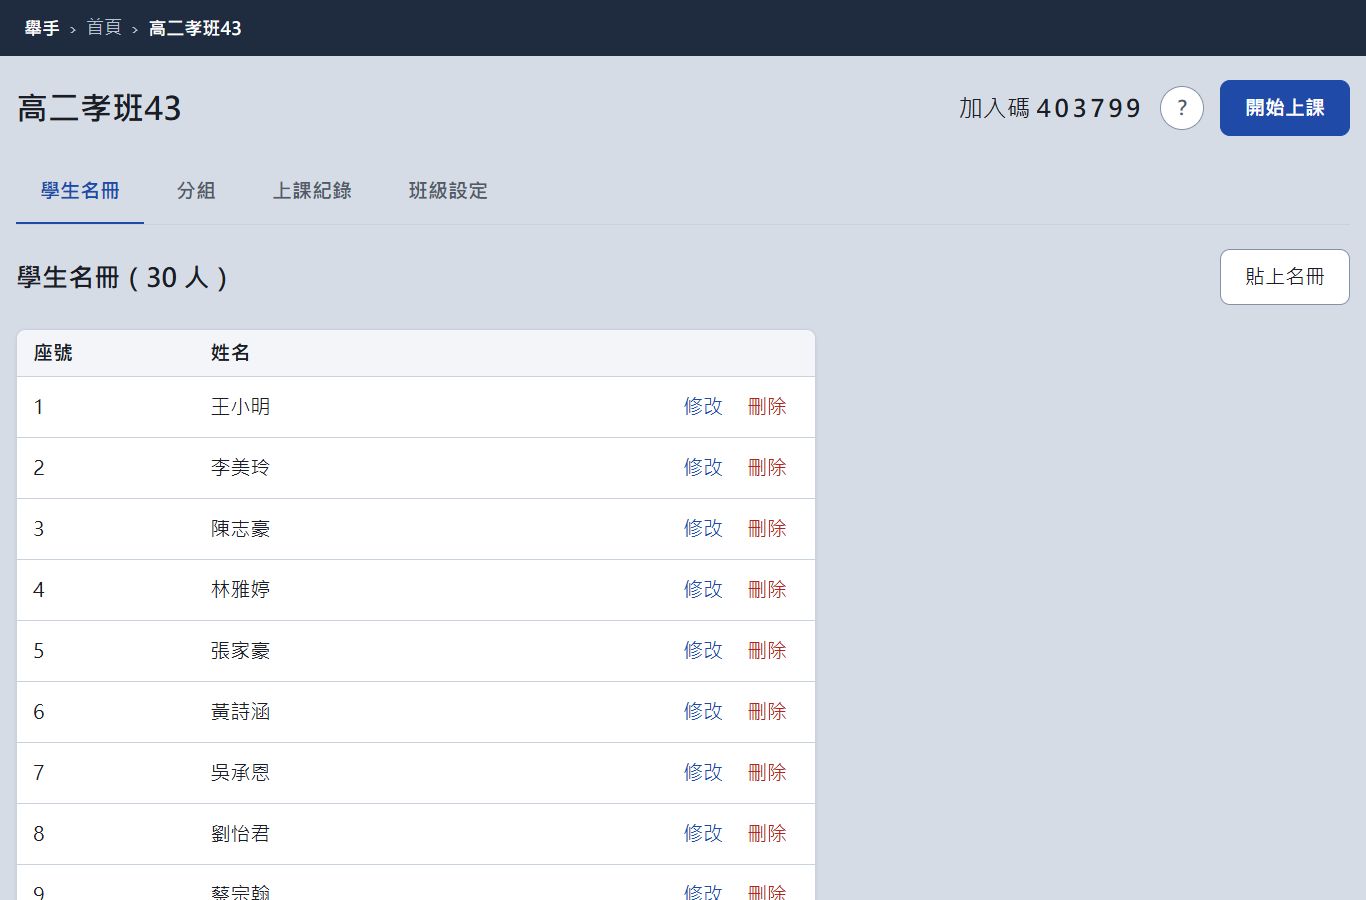 舉手 › 首頁 › 高二孝班43
高二孝班43
加入碼 403799 ? 開始上課
學生名冊 分組 上課紀錄 班級設定
學生名冊（30 人）
貼上名冊
座號 姓名
1 王小明 修改 刪除
2 李美玲 修改 刪除
3 陳志豪 修改 刪除
4 林雅婷 修改 刪除
5 張家豪 修改 刪除
6 黃詩涵 修改 刪除
7 吳承恩 修改 刪除
8 劉怡君 修改 刪除
9 蔡宗翰 修改 刪除